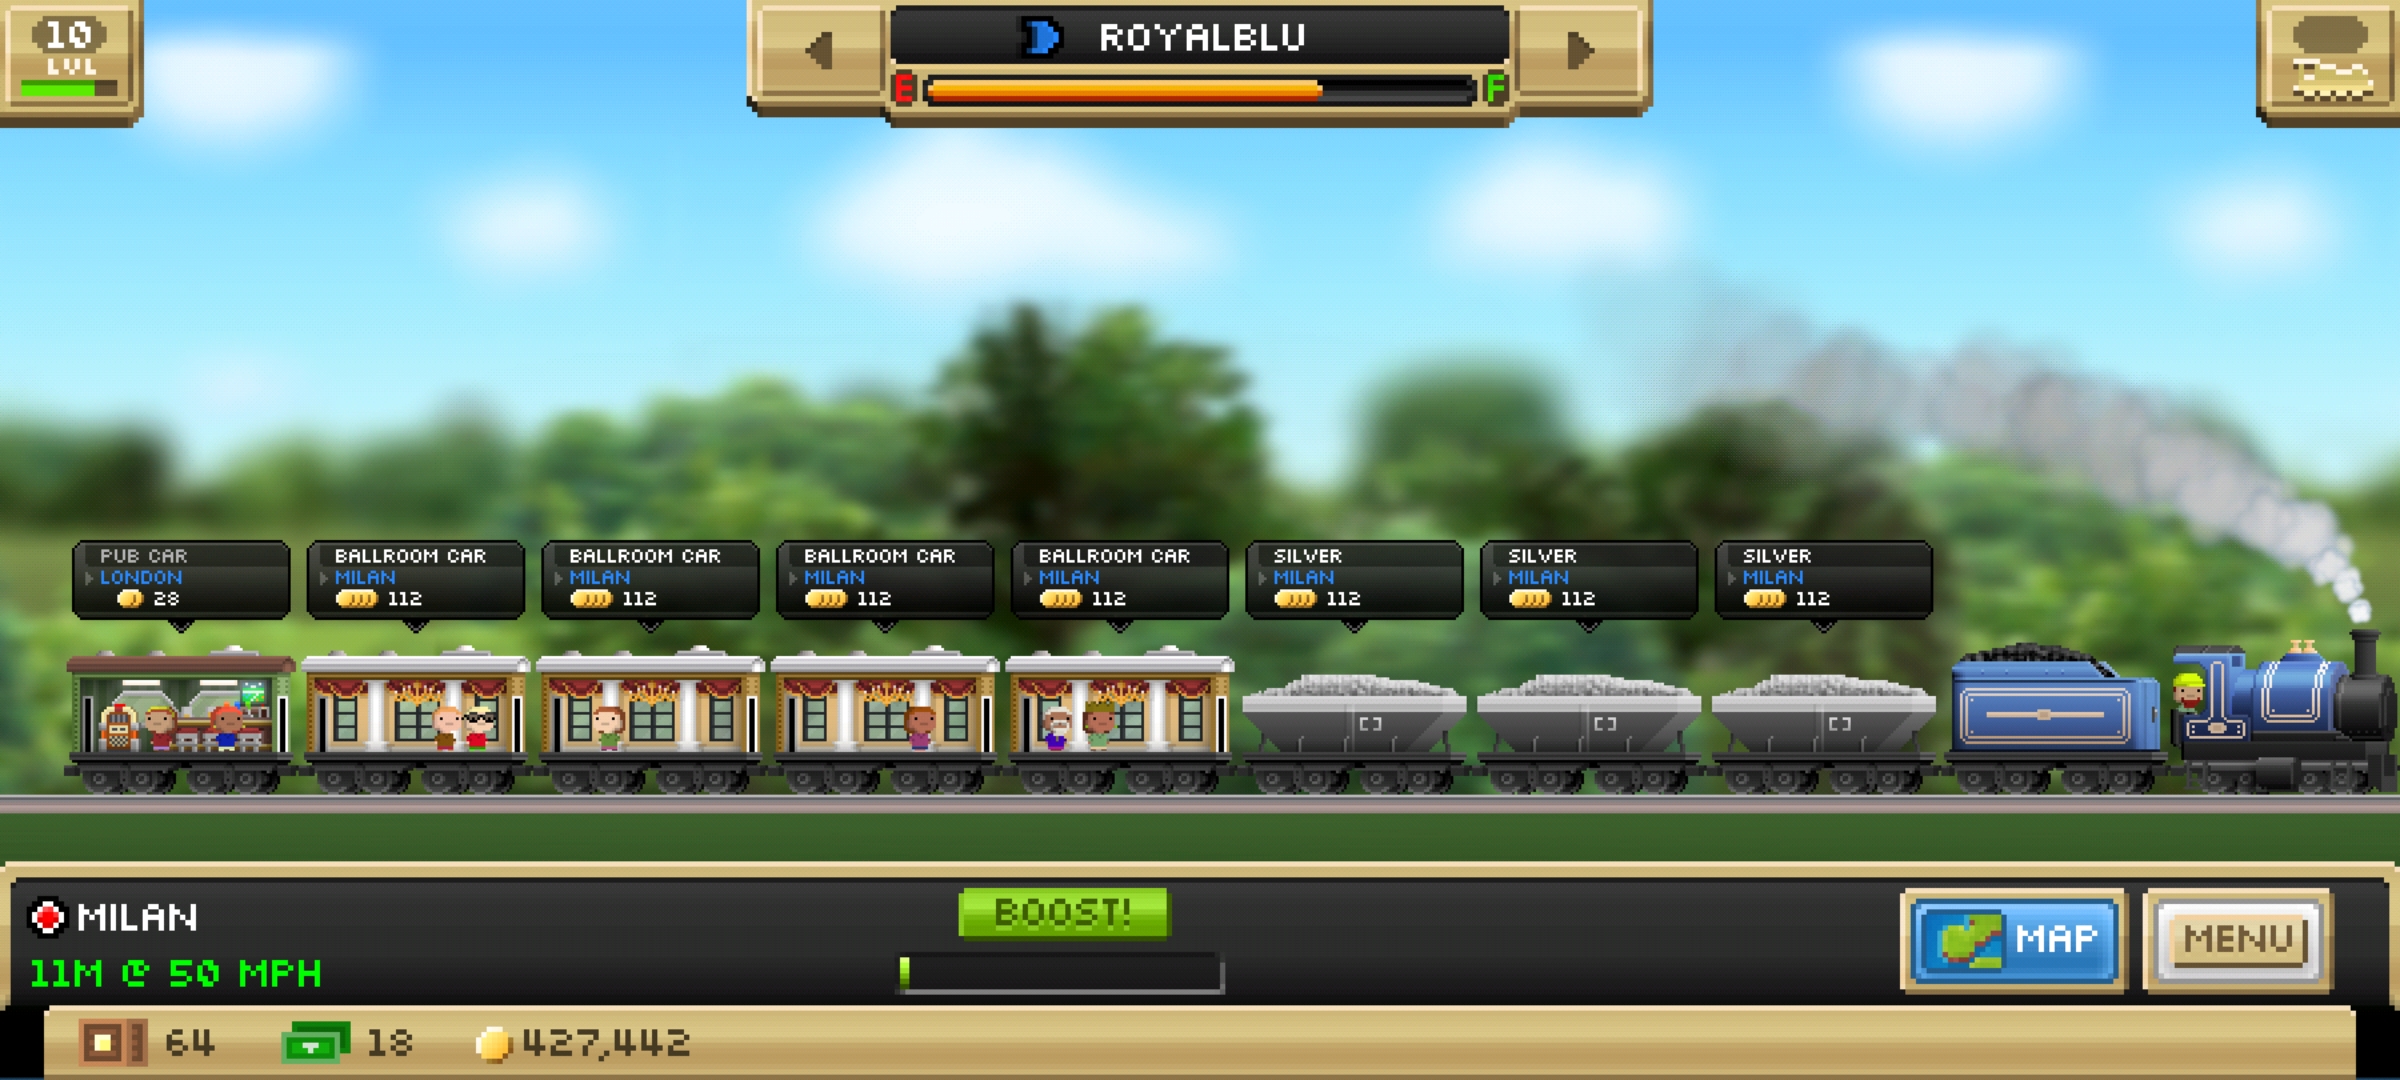 10
LVL
ROYALBLU
E F
PUB CAR
LONDON
28
BALLROOM CAR
MILAN
112
BALLROOM CAR
MILAN
112
BALLROOM CAR
MILAN
112
BALLROOM CAR
MILAN
112
SILVER
MILAN
112
SILVER
MILAN
112
SILVER
MILAN
112
MILAN
11M @ 50 MPH
BOOST!
MAP
MENU
64
18
427,442